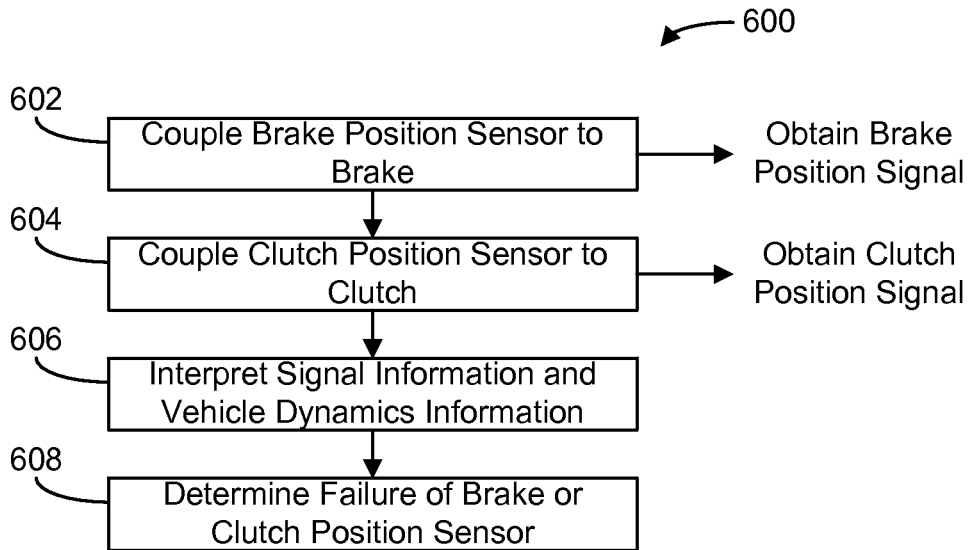 600
602
Couple Brake Position Sensor to
Brake
Obtain Brake
Position Signal
604
Couple Clutch Position Sensor to
Clutch
Obtain Clutch
Position Signal
606
Interpret Signal Information and
Vehicle Dynamics Information
608
Determine Failure of Brake or
Clutch Position Sensor